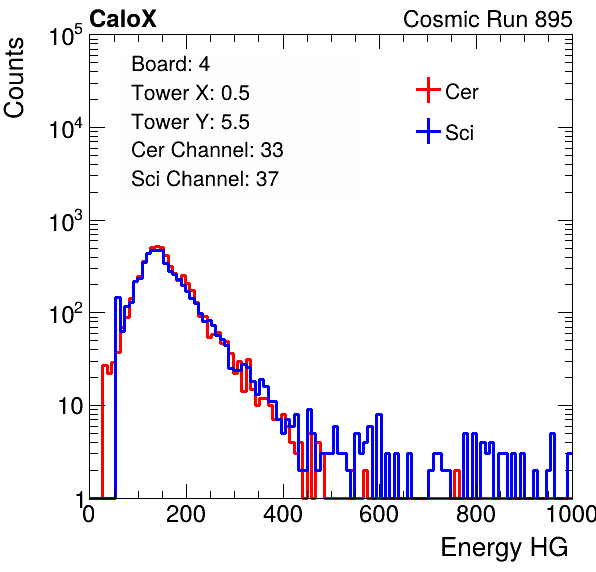 CaloX
Cosmic Run 895
Counts
10^5
10^4
10^3
10^2
10
1
Board: 4
Tower X: 0.5
Tower Y: 5.5
Cer Channel: 33
Sci Channel: 37
Cer
Sci
0 200 400 600 800 1000
Energy HG